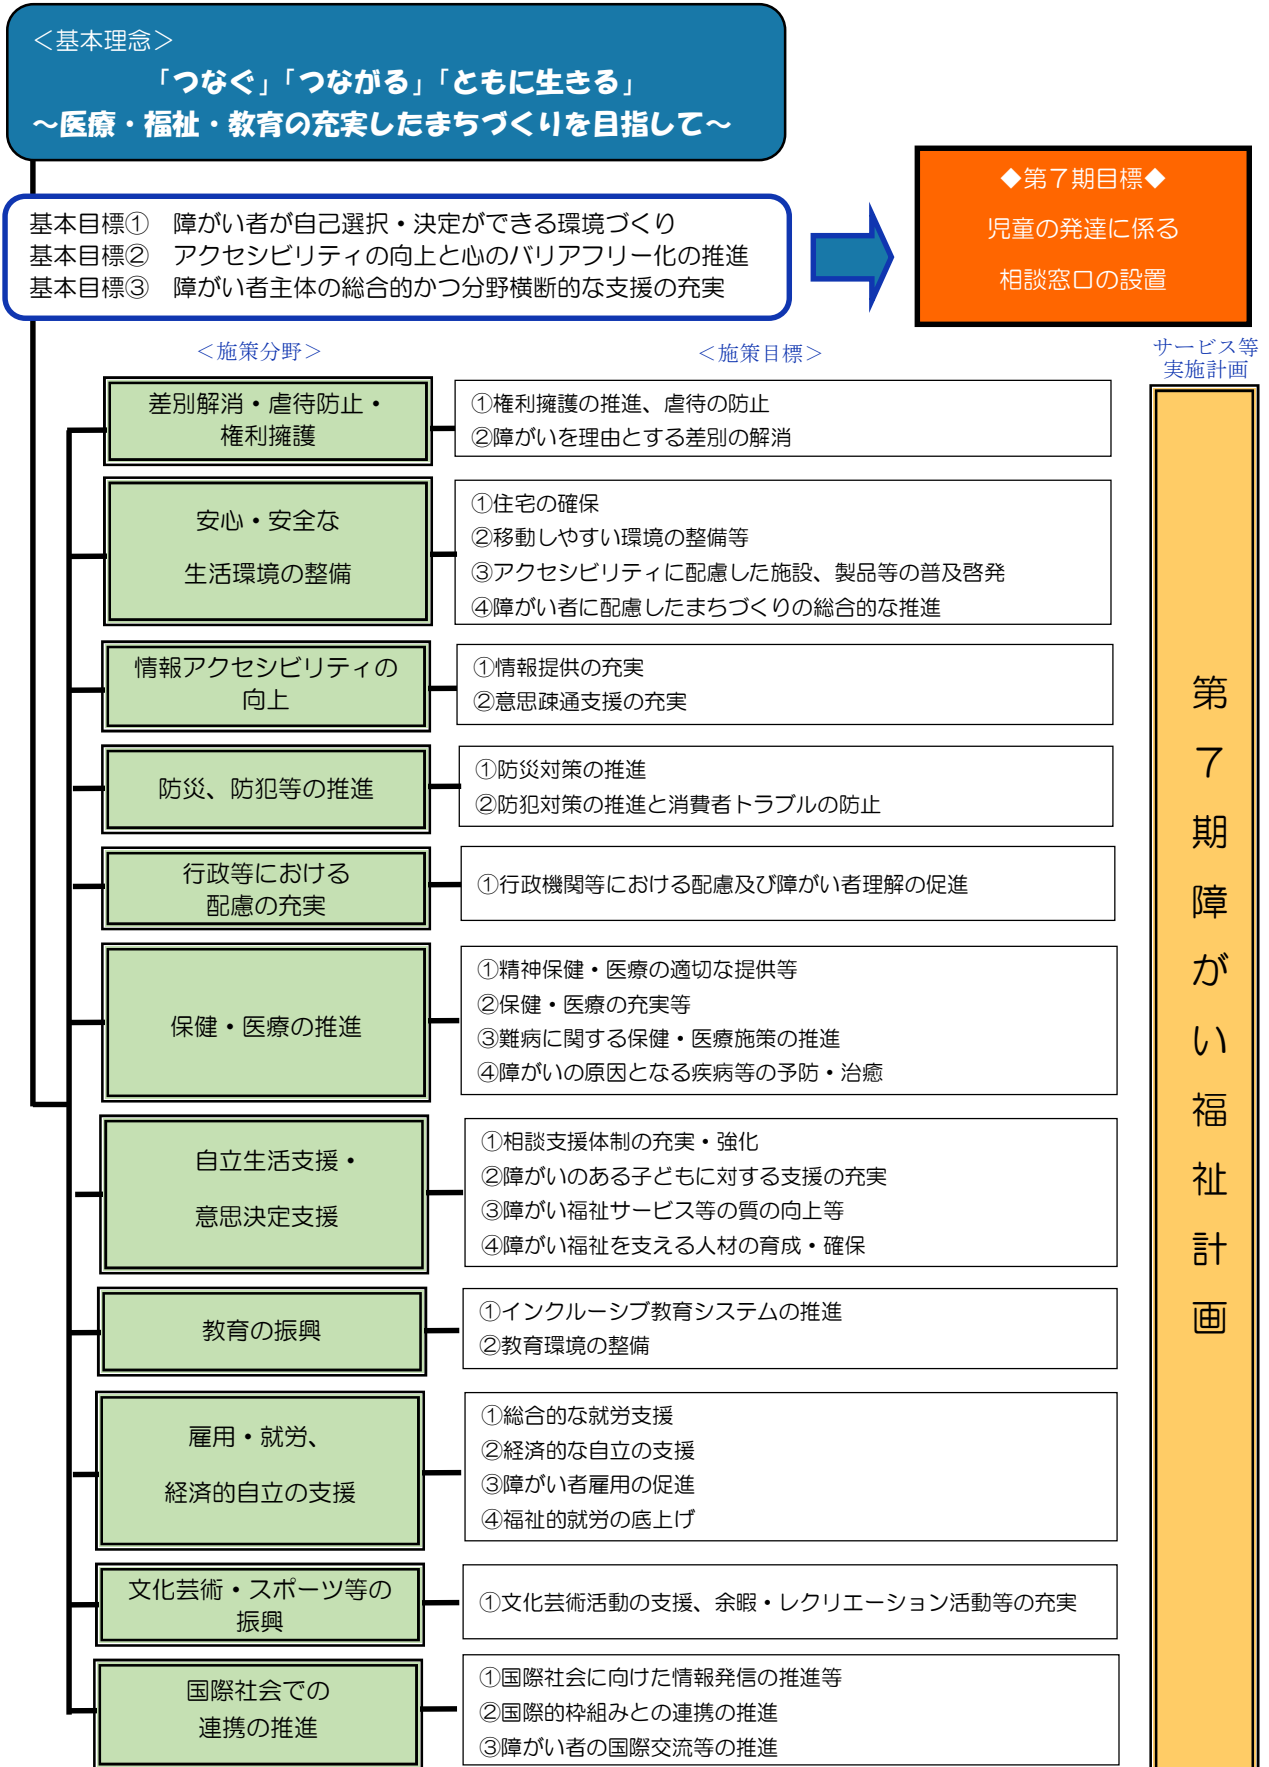 ＜基本理念＞
「つなぐ」「つながる」「ともに生きる」
～医療・福祉・教育の充実したまちづくりを目指して～
基本目標①　障がい者が自己選択・決定ができる環境づくり
基本目標②　アクセシビリティの向上と心のバリアフリー化の推進
基本目標③　障がい者主体の総合的かつ分野横断的な支援の充実
◆第７期目標◆
児童の発達に係る
相談窓口の設置
＜施策分野＞
＜施策目標＞
サービス等
実施計画
差別解消・虐待防止・
権利擁護
①権利擁護の推進、虐待の防止
②障がいを理由とする差別の解消
安心・安全な
生活環境の整備
①住宅の確保
②移動しやすい環境の整備等
③アクセシビリティに配慮した施設、製品等の普及啓発
④障がい者に配慮したまちづくりの総合的な推進
情報アクセシビリティの
向上
①情報提供の充実
②意思疎通支援の充実
防災、防犯等の推進
①防災対策の推進
②防犯対策の推進と消費者トラブルの防止
行政等における
配慮の充実
①行政機関等における配慮及び障がい者理解の促進
保健・医療の推進
①精神保健・医療の適切な提供等
②保健・医療の充実等
③難病に関する保健・医療施策の推進
④障がいの原因となる疾病等の予防・治癒
自立生活支援・
意思決定支援
①相談支援体制の充実・強化
②障がいのある子どもに対する支援の充実
③障がい福祉サービス等の質の向上等
④障がい福祉を支える人材の育成・確保
教育の振興
①インクルーシブ教育システムの推進
②教育環境の整備
雇用・就労、
経済的自立の支援
①総合的な就労支援
②経済的な自立の支援
③障がい者雇用の促進
④福祉的就労の底上げ
文化芸術・スポーツ等の
振興
①文化芸術活動の支援、余暇・レクリエーション活動等の充実
国際社会での
連携の推進
①国際社会に向けた情報発信の推進等
②国際的枠組みとの連携の推進
③障がい者の国際交流等の推進
第７期障がい福祉計画